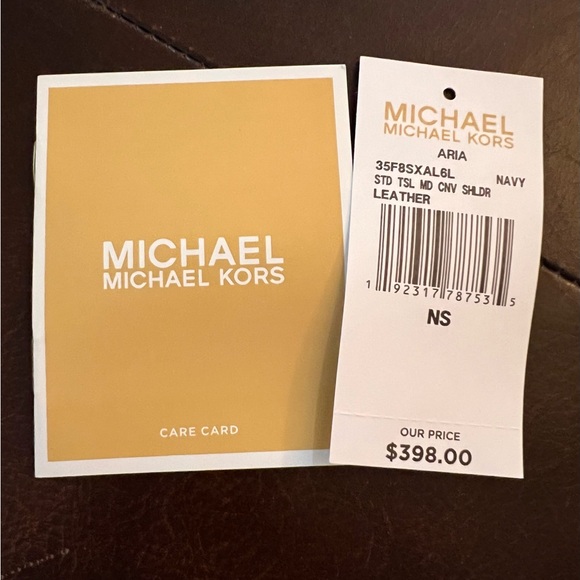 MICHAEL
MICHAEL KORS
CARE CARD
MICHAEL
MICHAEL KORS
ARIA
35F8SXAL6L NAVY
STD TSL MD CNV SHLDR
LEATHER
1 92317 78753 5
NS
OUR PRICE
$398.00